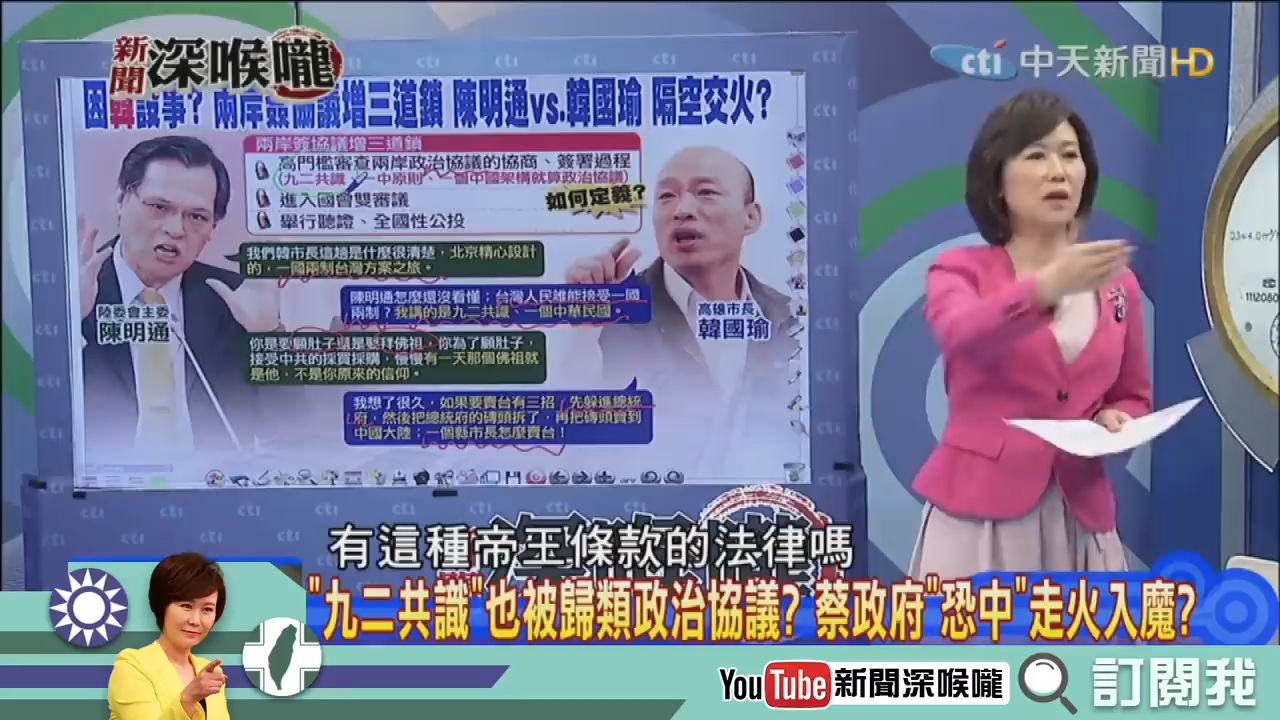 新聞深喉嚨
cti 中天新聞HD
因韓設事? 兩岸簽協議增三道鎖 陳明通vs.韓國瑜 隔空交火?
兩岸簽協議增三道鎖
高門檻審查兩岸政治協議的協商、簽署過程
(九二共識、一中原則、一個中國架構就算政治協議)
進入國會雙審議
如何定義?
舉行聽證、全國性公投
我們韓市長這趟是什麼很清楚,北京精心設計
的,一國兩制台灣方案之旅。
陳明通怎麼還沒看懂;台灣人民誰能接受一國
兩制?我講的是九二共識、一個中華民國。
陸委會主委
陳明通
高雄市長
韓國瑜
你是要顧肚子還是要拜佛祖,你為了顧肚子,
接受中共的採買採購,慢慢有一天那個佛祖就
是他,不是你原來的信仰。
我想了很久,如果要賣台有三招,先躲進總統
府,然後把總統府的磚頭拆了,再把磚頭賣到
中國大陸;一個縣市長怎麼賣台!
有這種帝王條款的法律嗎
"九二共識"也被歸類政治協議? 蔡政府"恐中"走火入魔?
YouTube 新聞深喉嚨 訂閱我